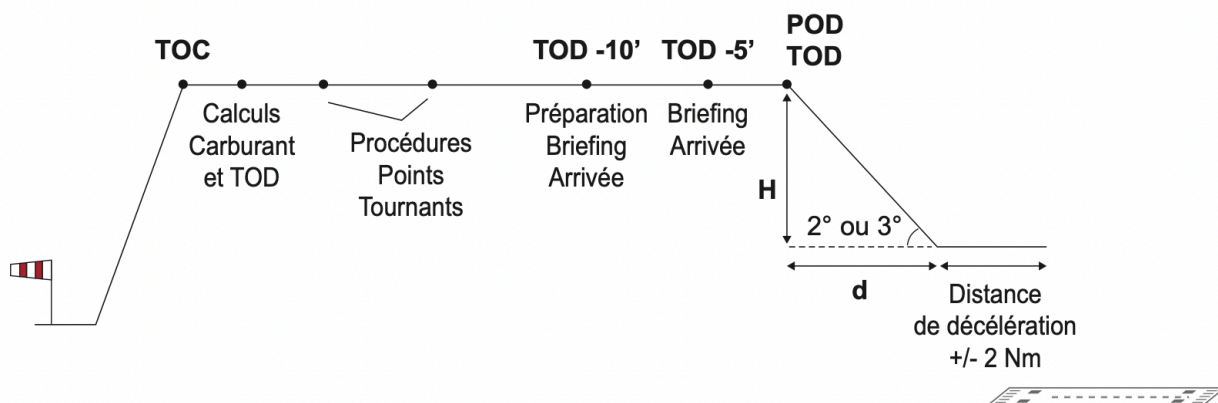 TOC
TOD -10’
TOD -5’
POD
TOD
Calculs
Carburant
et TOD
Procédures
Points
Tournants
Préparation
Briefing
Arrivée
Briefing
Arrivée
H
2° ou 3°
d
Distance
de décélération
+/- 2 Nm